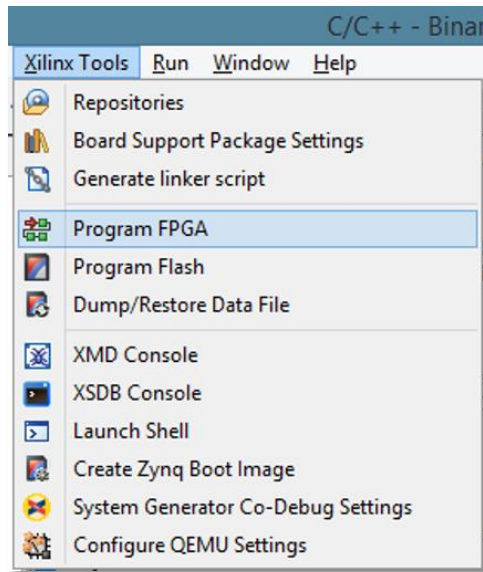 C/C++ - Binar
Xilinx Tools Run Window Help
Repositories
Board Support Package Settings
Generate linker script
Program FPGA
Program Flash
Dump/Restore Data File
XMD Console
XSDB Console
Launch Shell
Create Zynq Boot Image
System Generator Co-Debug Settings
Configure QEMU Settings